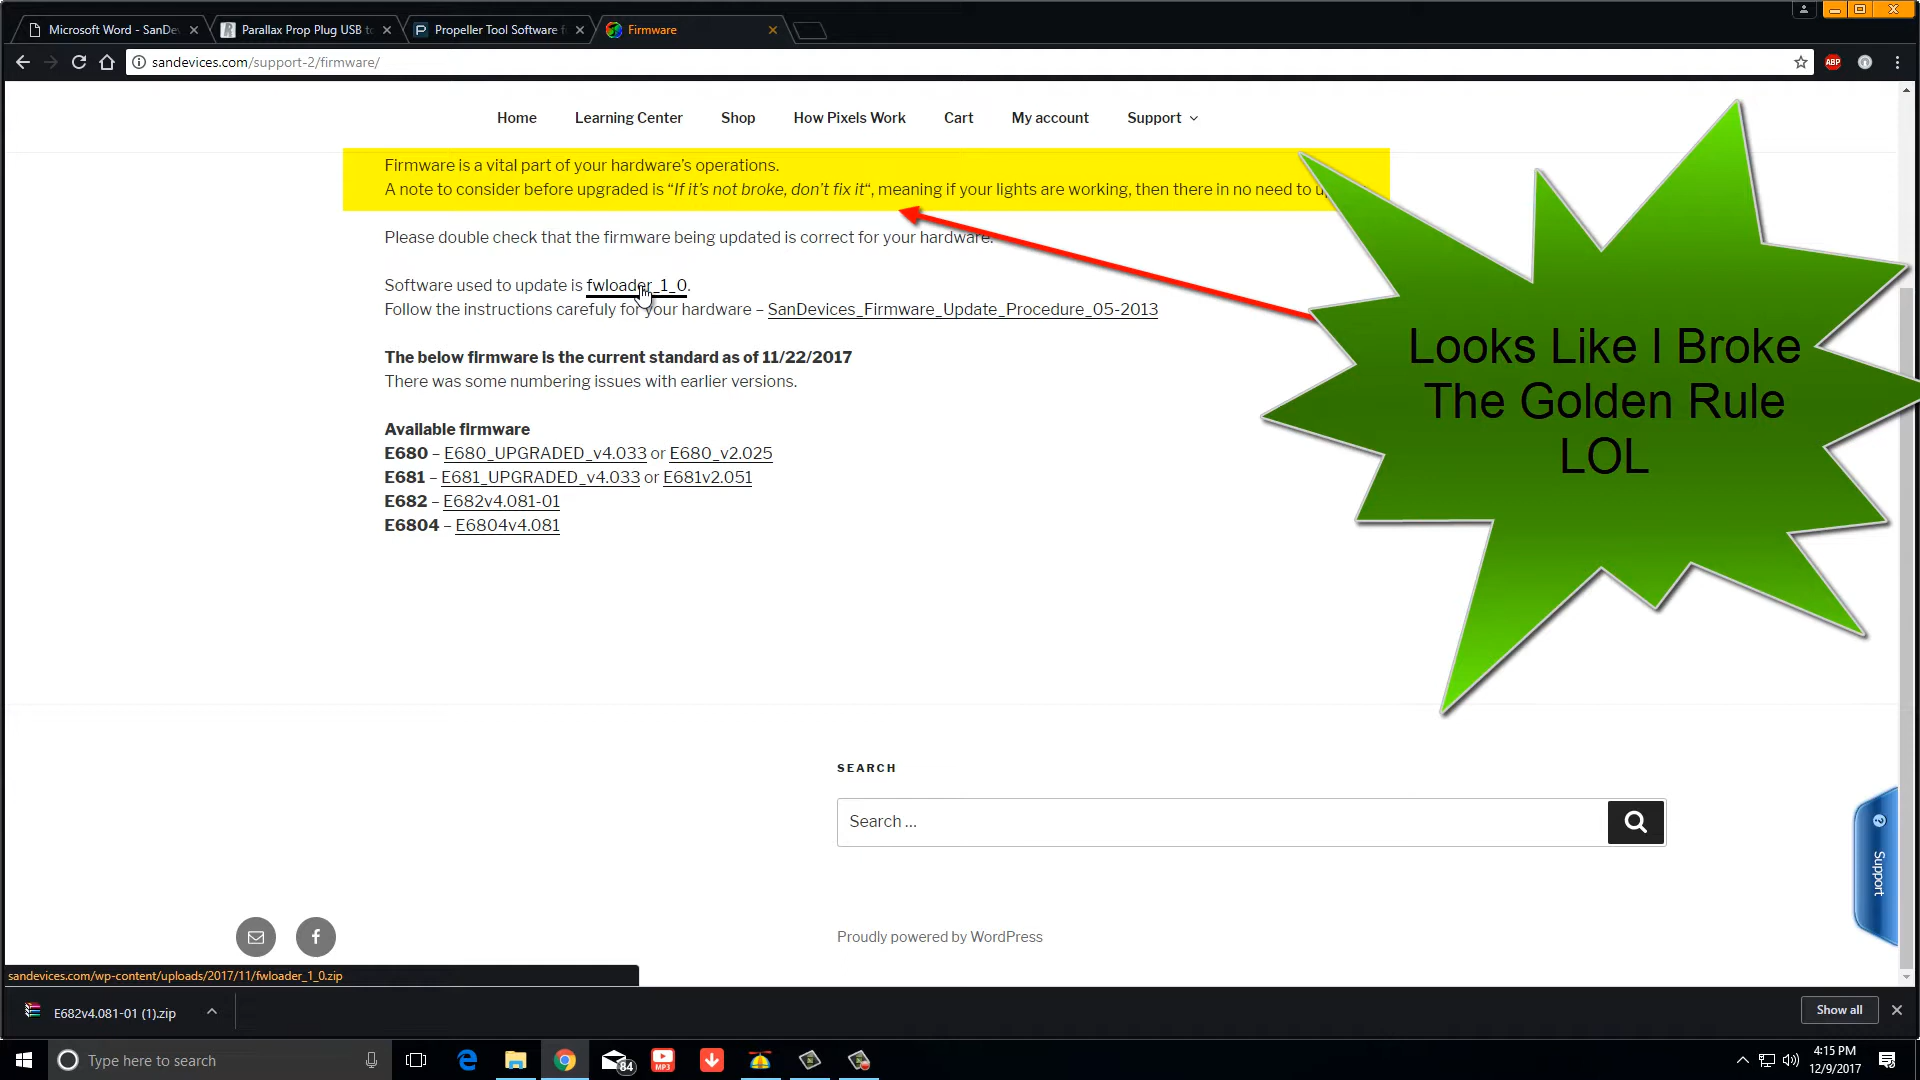 Microsoft Word - SanDev
Parallax Prop Plug USB to
Propeller Tool Software f
Firmware
sandevices.com/support-2/firmware/
ABP
Home
Learning Center
Shop
How Pixels Work
Cart
My account
Support
Firmware is a vital part of your hardware's operations.
A note to consider before upgraded is “If it’s not broke, don’t fix it“, meaning if your lights are working, then there in no need to u
Please double check that the firmware being updated is correct for your hardware.
Software used to update is fwloader_1_0.
Follow the instructions carefuly for your hardware – SanDevices_Firmware_Update_Procedure_05-2013
The below firmware is the current standard as of 11/22/2017
There was some numbering issues with earlier versions.
Available firmware
E680 – E680_UPGRADED_v4.033 or E680_v2.025
E681 – E681_UPGRADED_v4.033 or E681v2.051
E682 – E682v4.081-01
E6804 – E6804v4.081
Looks Like I Broke
The Golden Rule
LOL
SEARCH
Search …
Support
Proudly powered by WordPress
sandevices.com/wp-content/uploads/2017/11/fwloader_1_0.zip
E682v4.081-01 (1).zip
Show all
Type here to search
84
MP3
4:15 PM
12/9/2017